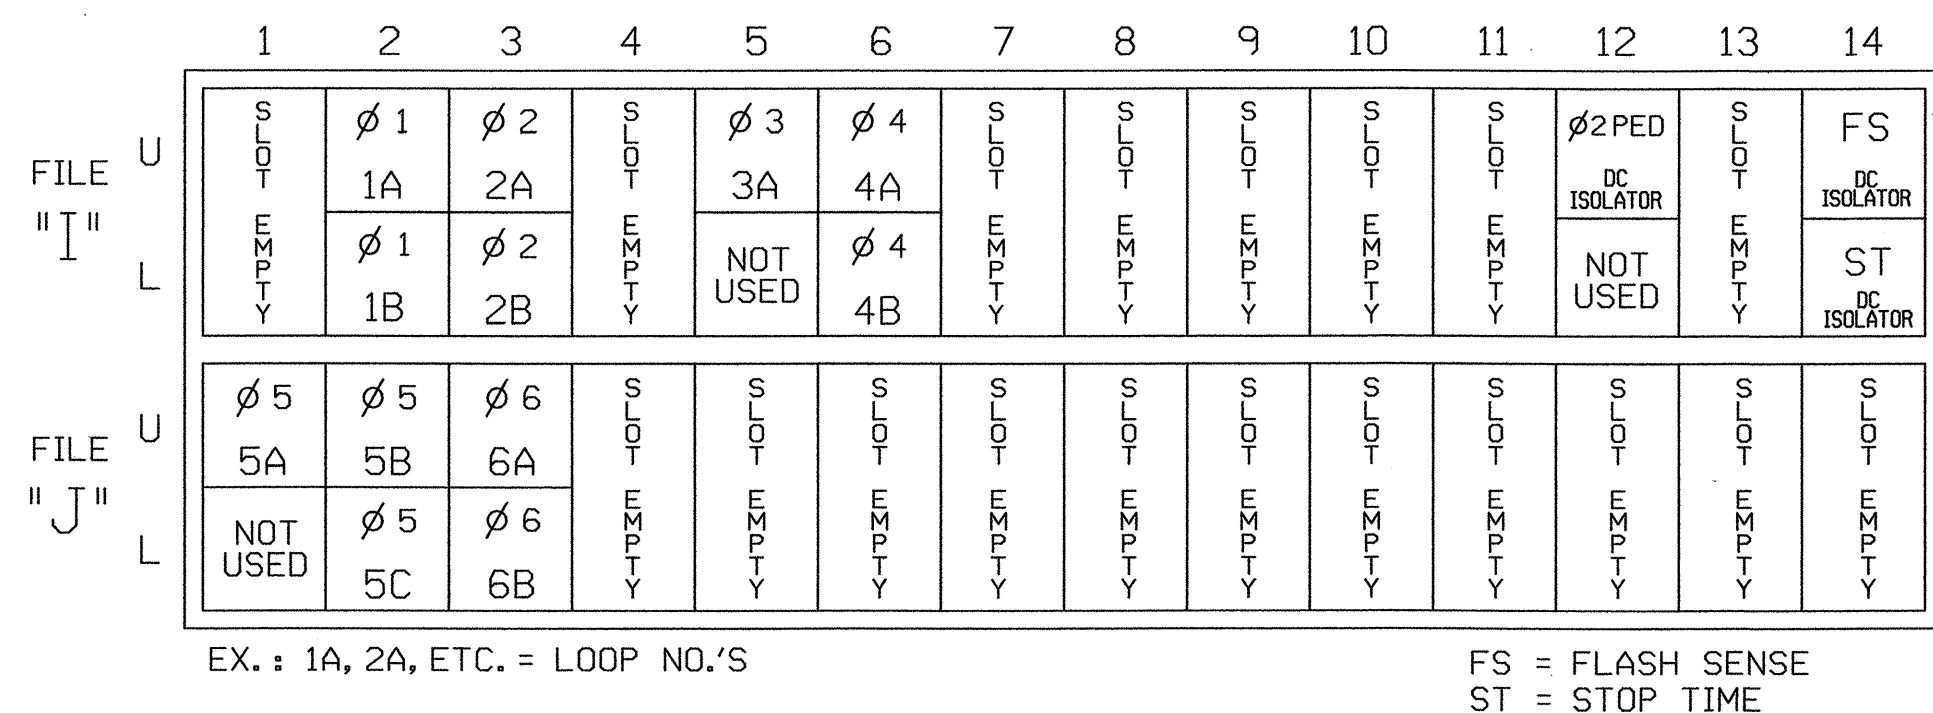 1 2 3 4 5 6 7 8 9 10 11 12 13 14
FILE "I"
U
L
SLOT EMPTY
Ø 1
1A
Ø 1
1B
Ø 2
2A
Ø 2
2B
SLOT EMPTY
Ø 3
3A
NOT
USED
Ø 4
4A
Ø 4
4B
SLOT EMPTY
SLOT EMPTY
SLOT EMPTY
SLOT EMPTY
SLOT EMPTY
Ø2 PED
DC
ISOLATOR
NOT
USED
SLOT EMPTY
FS
DC
ISOLATOR
ST
DC
ISOLATOR
FILE "J"
U
L
Ø 5
5A
NOT
USED
Ø 5
5B
Ø 5
5C
Ø 6
6A
Ø 6
6B
SLOT EMPTY
SLOT EMPTY
SLOT EMPTY
SLOT EMPTY
SLOT EMPTY
SLOT EMPTY
SLOT EMPTY
SLOT EMPTY
SLOT EMPTY
SLOT EMPTY
SLOT EMPTY
EX.: 1A, 2A, ETC. = LOOP NO.'S
FS = FLASH SENSE
ST = STOP TIME